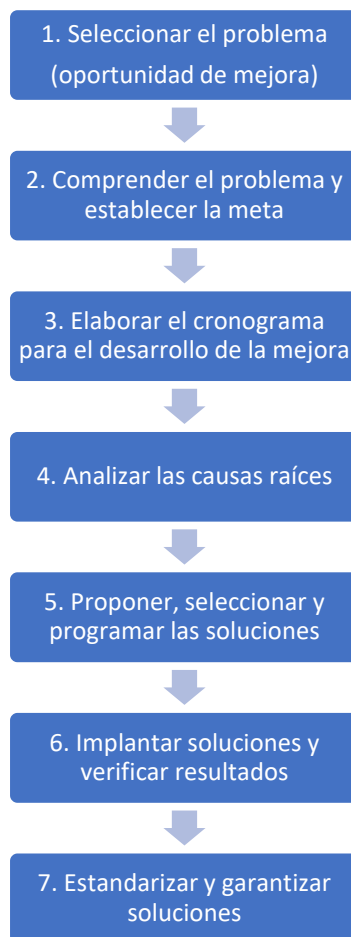 1. Seleccionar el problema
(oportunidad de mejora)
2. Comprender el problema y
establecer la meta
3. Elaborar el cronograma
para el desarrollo de la mejora
4. Analizar las causas raíces
5. Proponer, seleccionar y
programar las soluciones
6. Implantar soluciones y
verificar resultados
7. Estandarizar y garantizar
soluciones